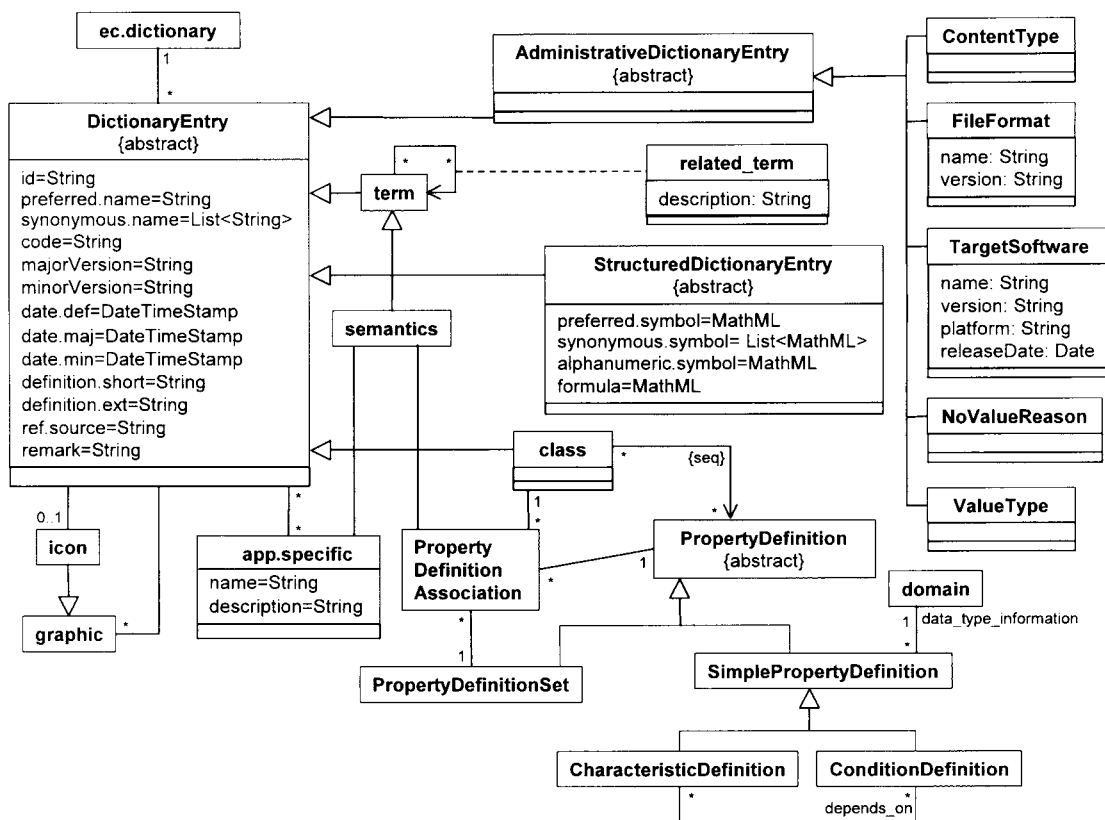 ec.dictionary
1
*
DictionaryEntry
{abstract}
id=String
preferred.name=String
synonymous.name=List<String>
code=String
majorVersion=String
minorVersion=String
date.def=DateTimeStamp
date.maj=DateTimeStamp
date.min=DateTimeStamp
definition.short=String
definition.ext=String
ref.source=String
remark=String
AdministrativeDictionaryEntry
{abstract}
ContentType
FileFormat
name: String
version: String
TargetSoftware
name: String
version: String
platform: String
releaseDate: Date
NoValueReason
ValueType
* *
term
related_term
description: String
StructuredDictionaryEntry
{abstract}
preferred.symbol=MathML
synonymous.symbol= List<MathML>
alphanumeric.symbol=MathML
formula=MathML
semantics
class
*
{seq}
*
1
*
0..1
icon
graphic
*
*
*
app.specific
name=String
description=String
Property
Definition
Association
*
1
PropertyDefinition
{abstract}
*
1
PropertyDefinitionSet
domain
1
data_type_information
*
SimplePropertyDefinition
CharacteristicDefinition
*
ConditionDefinition
*
depends_on